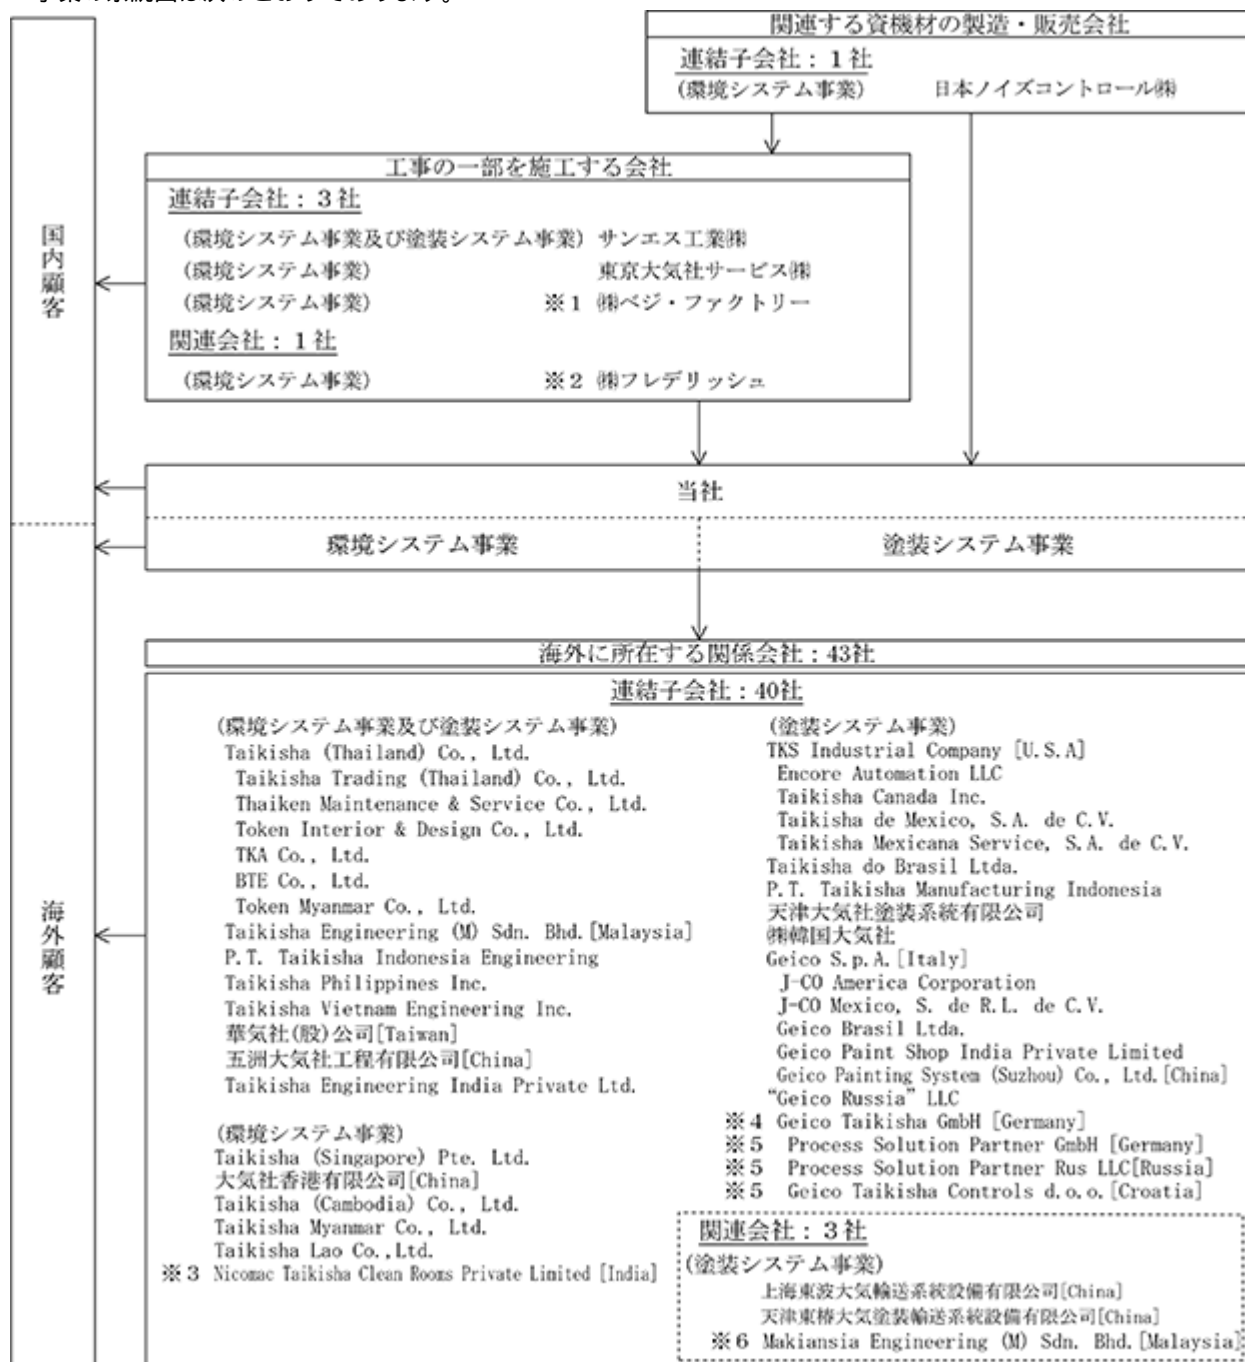 事業の系統図は次のとおりであります。
関連する資機材の製造・販売会社
連結子会社：１社
(環境システム事業) 日本ノイズコントロール㈱
工事の一部を施工する会社
連結子会社：３社
(環境システム事業及び塗装システム事業) サンエス工業㈱
(環境システム事業) 東京大気社サービス㈱
(環境システム事業) ※１ ㈱ベジ・ファクトリー
関連会社：１社
(環境システム事業) ※２ ㈱フレデリッシュ
国内顧客
当社
環境システム事業 塗装システム事業
海外に所在する関係会社：43社
連結子会社：40社
(環境システム事業及び塗装システム事業)
Taikisha (Thailand) Co., Ltd.
Taikisha Trading (Thailand) Co., Ltd.
Thaiken Maintenance & Service Co., Ltd.
Token Interior & Design Co., Ltd.
TKA Co., Ltd.
BTE Co., Ltd.
Token Myanmar Co., Ltd.
Taikisha Engineering (M) Sdn. Bhd.[Malaysia]
P.T. Taikisha Indonesia Engineering
Taikisha Philippines Inc.
Taikisha Vietnam Engineering Inc.
華気社(股)公司[Taiwan]
五洲大気社工程有限公司[China]
Taikisha Engineering India Private Ltd.
(環境システム事業)
Taikisha (Singapore) Pte. Ltd.
大気社香港有限公司[China]
Taikisha (Cambodia) Co., Ltd.
Taikisha Myanmar Co., Ltd.
Taikisha Lao Co.,Ltd.
※３ Nicomac Taikisha Clean Rooms Private Limited [India]
(塗装システム事業)
TKS Industrial Company [U.S.A]
Encore Automation LLC
Taikisha Canada Inc.
Taikisha de Mexico, S.A. de C.V.
Taikisha Mexicana Service, S.A. de C.V.
Taikisha do Brasil Ltda.
P.T. Taikisha Manufacturing Indonesia
天津大気社塗装系統有限公司
㈱韓国大気社
Geico S.p.A.[Italy]
J-CO America Corporation
J-CO Mexico, S. de R.L. de C.V.
Geico Brasil Ltda.
Geico Paint Shop India Private Limited
Geico Painting System (Suzhou) Co., Ltd.[China]
“Geico Russia” LLC
※４ Geico Taikisha GmbH [Germany]
※５ Process Solution Partner GmbH [Germany]
※５ Process Solution Partner Rus LLC[Russia]
※５ Geico Taikisha Controls d.o.o.[Croatia]
関連会社：３社
(塗装システム事業)
上海東波大気輸送系統設備有限公司[China]
天津東椿大気塗装輸送系統設備有限公司[China]
※６ Makiansia Engineering (M) Sdn. Bhd.[Malaysia]
海外顧客